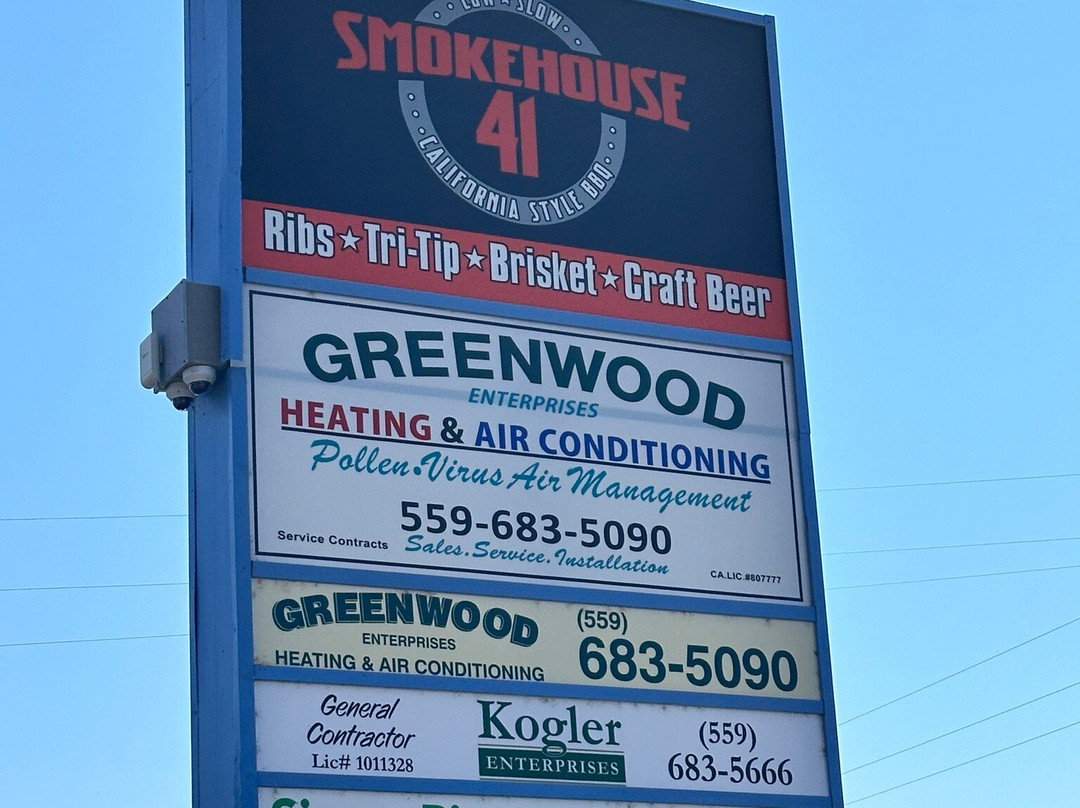 LOW ★ SLOW
SMOKEHOUSE
41
CALIFORNIA STYLE BBQ
Ribs★Tri-Tip★Brisket★Craft Beer
GREENWOOD
ENTERPRISES
HEATING & AIR CONDITIONING
Pollen•Virus Air Management
559-683-5090
Service Contracts
Sales.Service.Installation
CA.LIC.#807777
GREENWOOD
ENTERPRISES
HEATING & AIR CONDITIONING
(559)
683-5090
General
Contractor
Lic# 1011328
Kogler
ENTERPRISES
(559)
683-5666